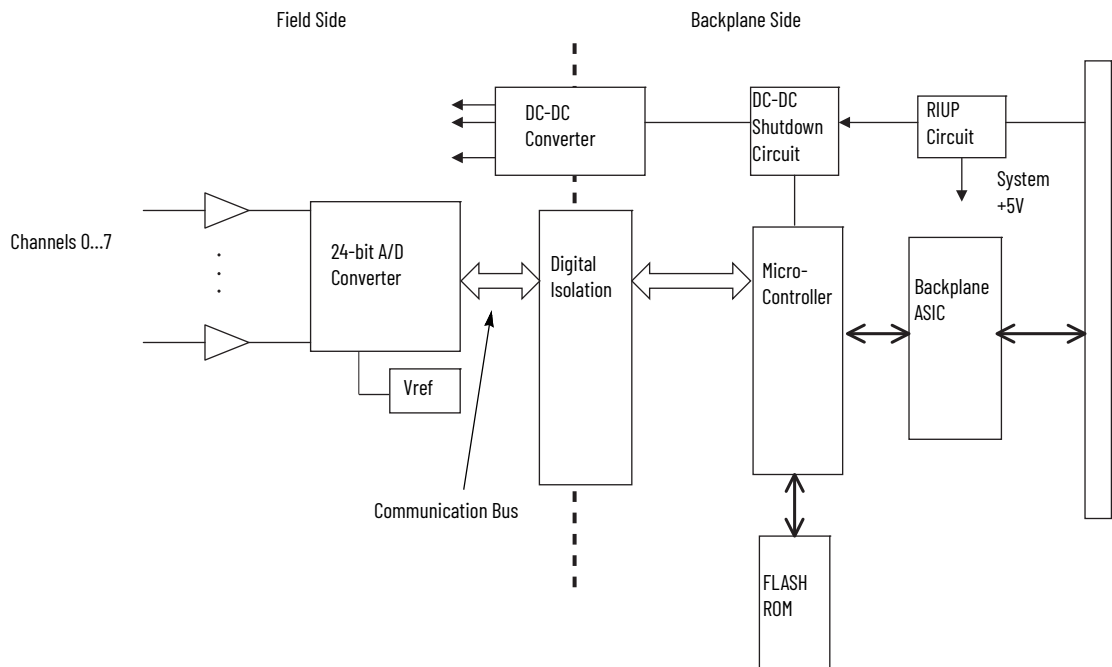 Field Side
Backplane Side
DC-DC
Converter
DC-DC
Shutdown
Circuit
RIUP
Circuit
System
+5V
Channels 0...7
24-bit A/D
Converter
Digital
Isolation
Micro-
Controller
Backplane
ASIC
Vref
Communication Bus
FLASH
ROM